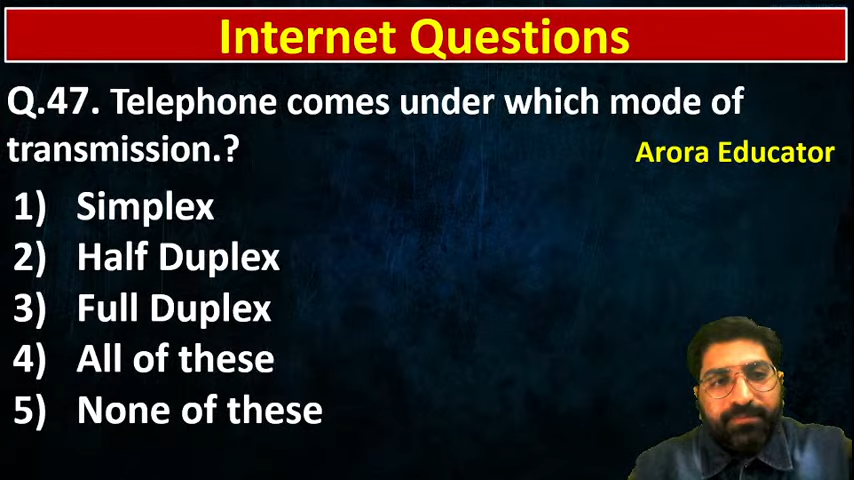 Internet Questions
Q.47. Telephone comes under which mode of
transmission.?
Arora Educator
1) Simplex
2) Half Duplex
3) Full Duplex
4) All of these
5) None of these